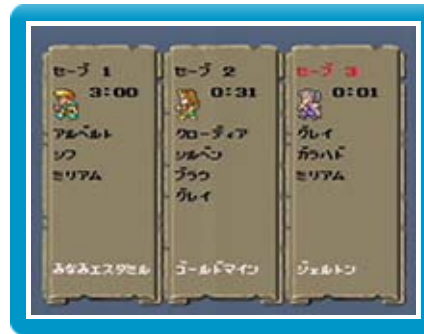 セーブ 1
3:00
アルベルト
シフ
ミリアム
みなみエスタミル
セーブ 2
0:31
クローディア
シルベン
ブラウ
グレイ
ゴールドマイン
セーブ 3
0:01
グレイ
ガラハド
ミリアム
ジェルトン